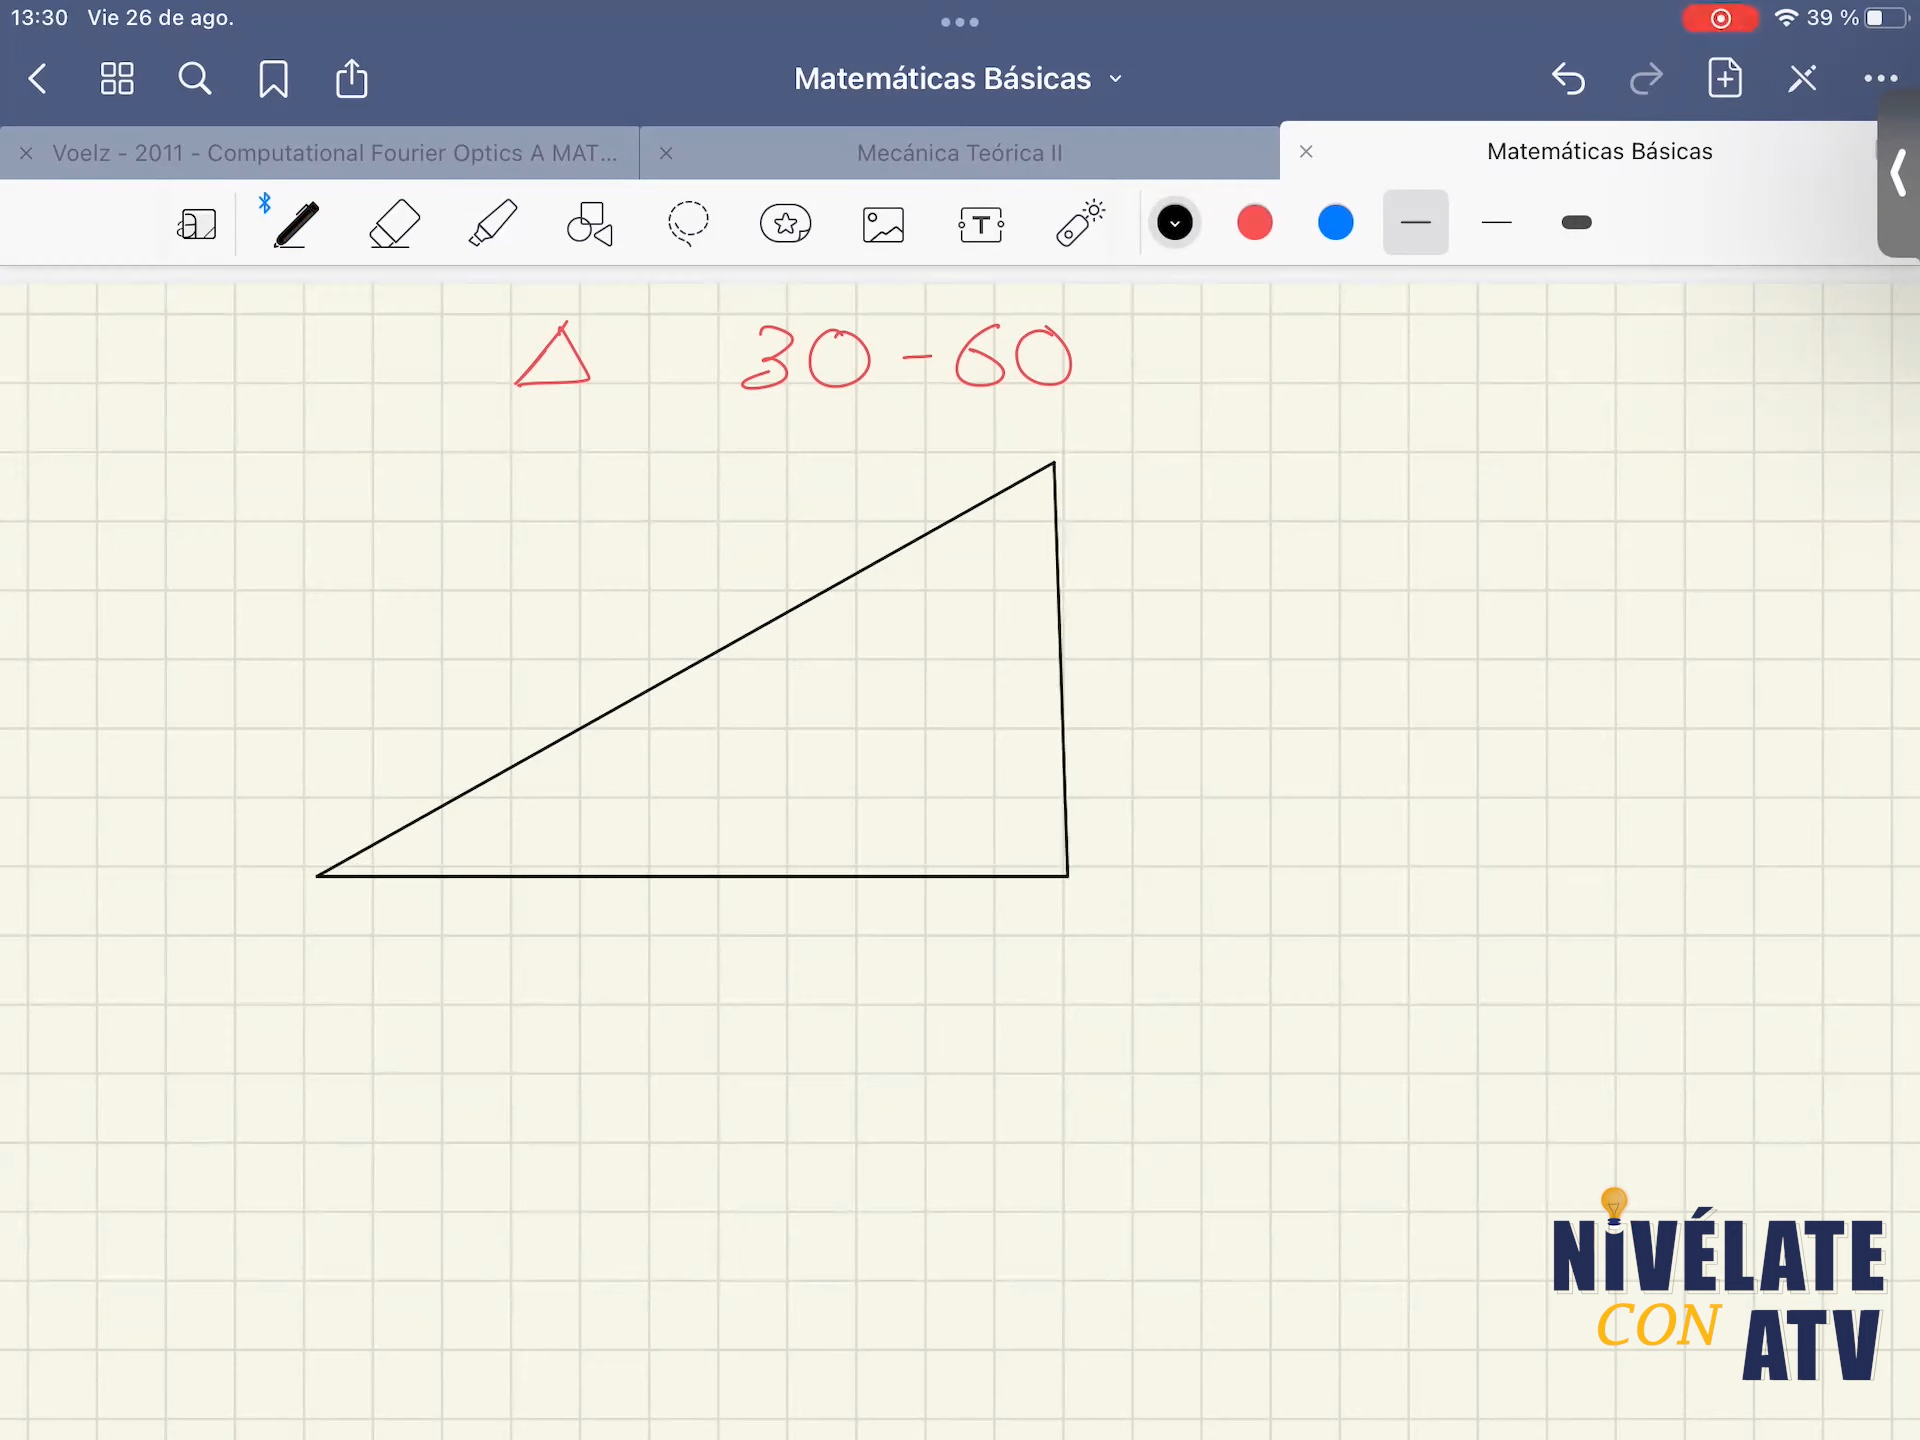 13:30 Vie 26 de ago. 39 %
Matemáticas Básicas
Voelz - 2011 - Computational Fourier Optics A MAT... Mecánica Teórica II Matemáticas Básicas
a T
Δ 30-60
NIVÉLATE
CON
ATV